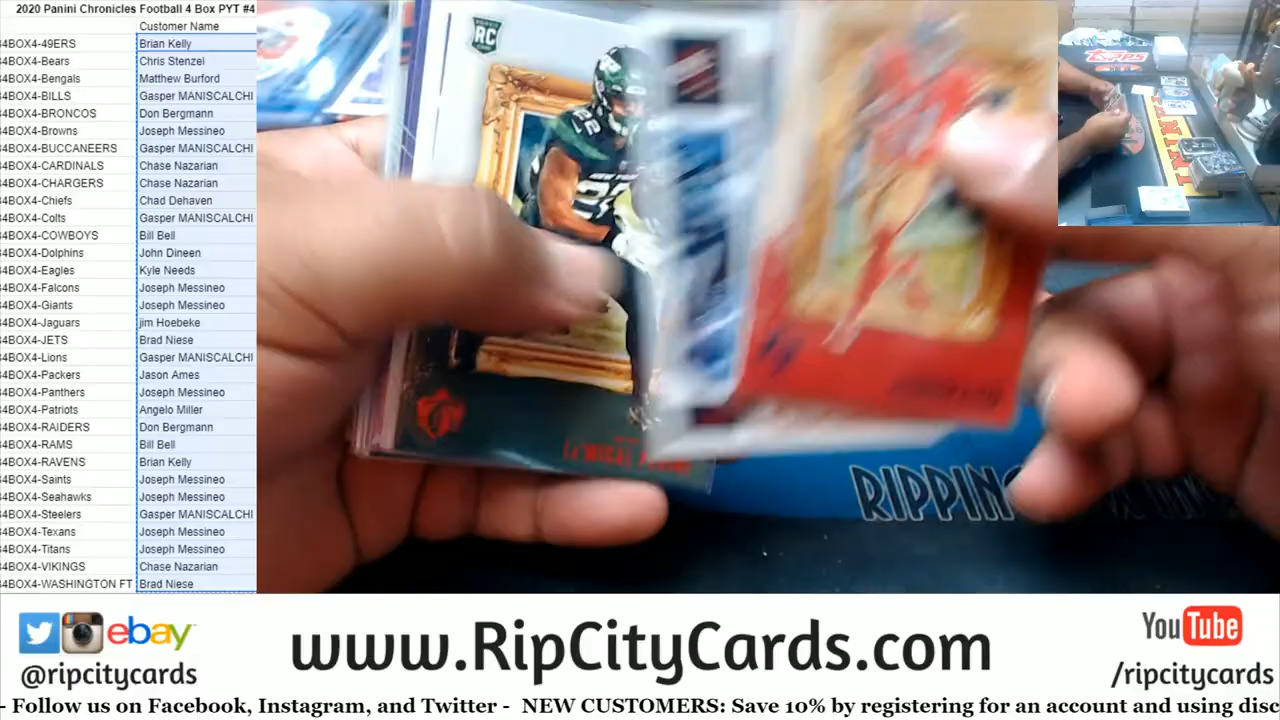 2020 Panini Chronicles Football 4 Box PYT #4
Customer Name
4BOX4-49ERS Brian Kelly
4BOX4-Bears Chris Stenzel
4BOX4-Bengals Matthew Burford
4BOX4-BILLS Gasper MANISCALCHI
4BOX4-BRONCOS Don Bergmann
4BOX4-Browns Joseph Messineo
4BOX4-BUCCANEERS Gasper MANISCALCHI
4BOX4-CARDINALS Chase Nazarian
4BOX4-CHARGERS Chase Nazarian
4BOX4-Chiefs Chad Dehaven
4BOX4-Colts Gasper MANISCALCHI
4BOX4-COWBOYS Bill Bell
4BOX4-Dolphins John Dineen
4BOX4-Eagles Kyle Needs
4BOX4-Falcons Joseph Messineo
4BOX4-Giants Joseph Messineo
4BOX4-Jaguars jim Hoebeke
4BOX4-JETS Brad Niese
4BOX4-Lions Gasper MANISCALCHI
4BOX4-Packers Jason Ames
4BOX4-Panthers Joseph Messineo
4BOX4-Patriots Angelo Miller
4BOX4-RAIDERS Don Bergmann
4BOX4-RAMS Bill Bell
4BOX4-RAVENS Brian Kelly
4BOX4-Saints Joseph Messineo
4BOX4-Seahawks Joseph Messineo
4BOX4-Steelers Gasper MANISCALCHI
4BOX4-Texans Joseph Messineo
4BOX4-Titans Joseph Messineo
4BOX4-VIKINGS Chase Nazarian
4BOX4-WASHINGTON FT Brad Niese
RC
22
TOPPS
PANINI
RIPPIN
ebay
@ripcitycards
www.RipCityCards.com
YouTube
/ripcitycards
- Follow us on Facebook, Instagram, and Twitter - NEW CUSTOMERS: Save 10% by registering for an account and using disc